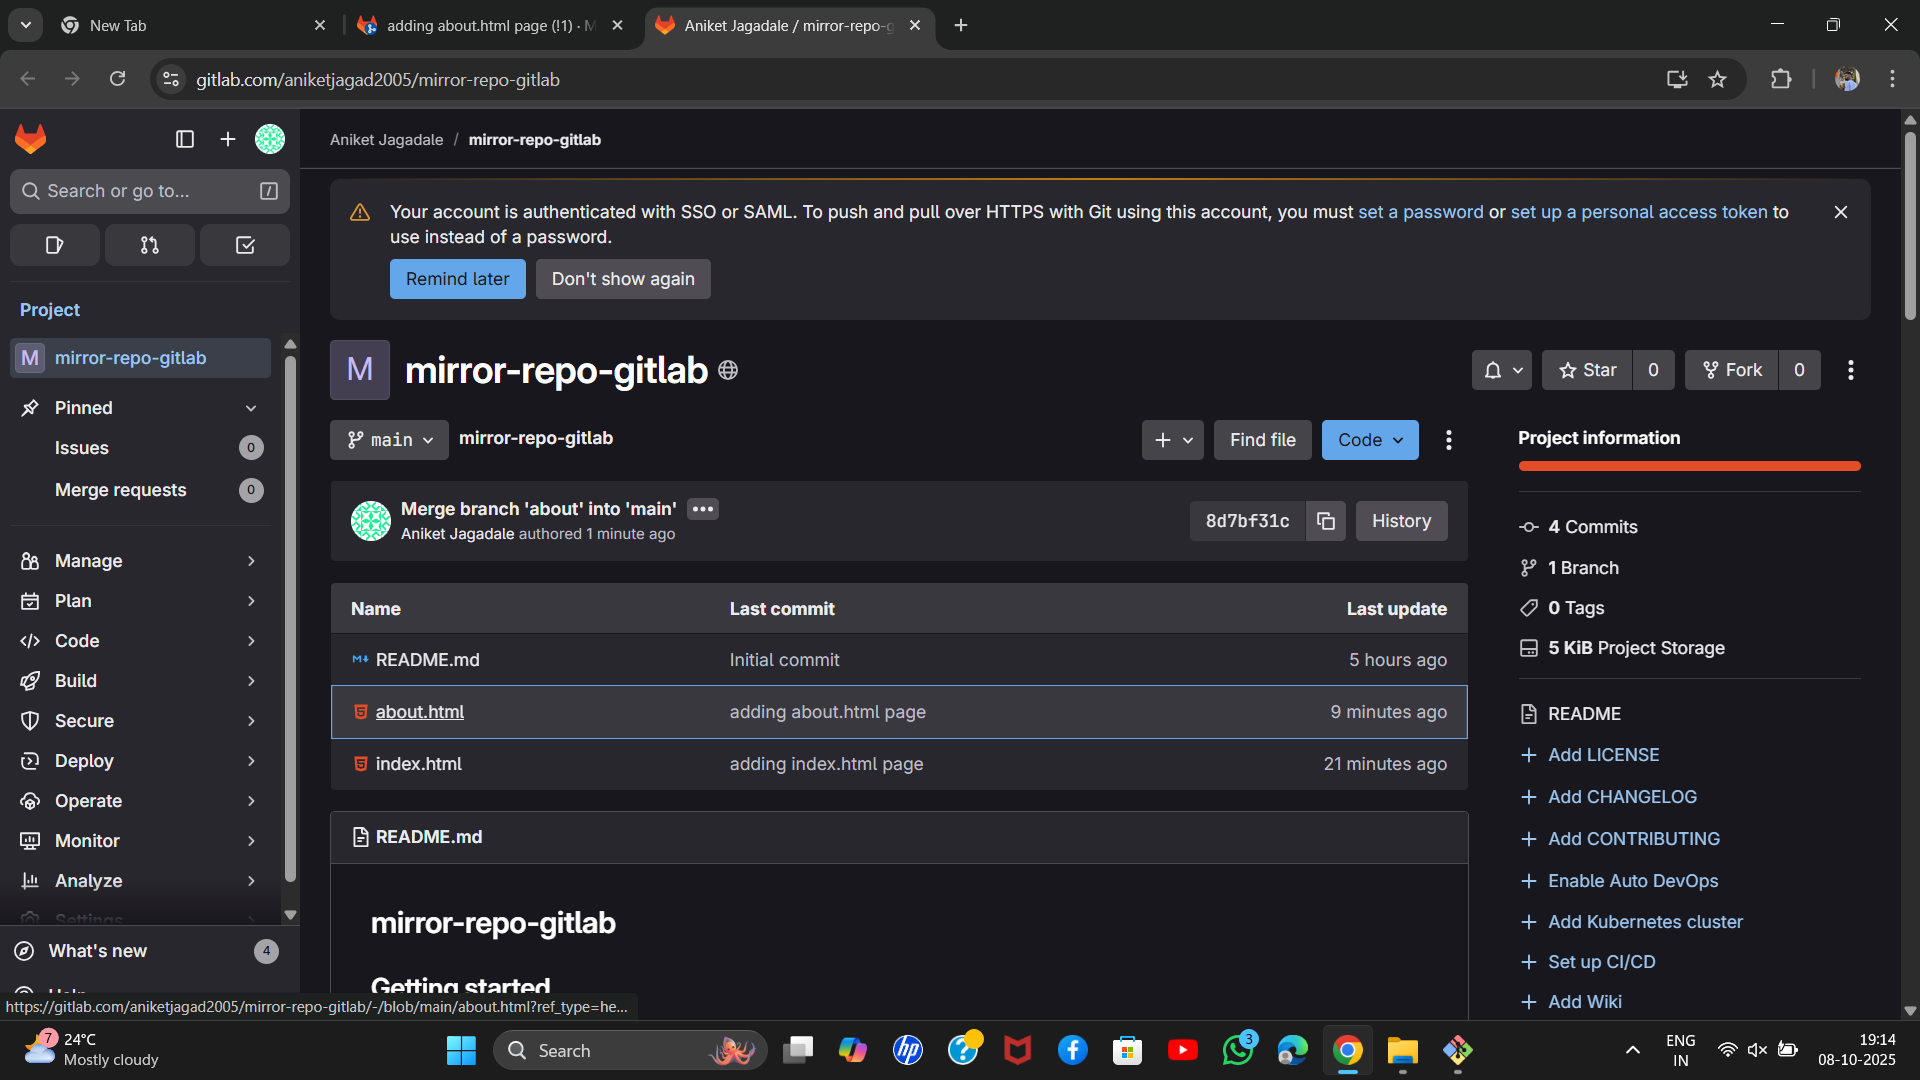 New Tab
adding about.html page (!1) · M
Aniket Jagadale / mirror-repo-g
gitlab.com/aniketjagad2005/mirror-repo-gitlab
Aniket Jagadale / mirror-repo-gitlab
Search or go to...
/
Your account is authenticated with SSO or SAML. To push and pull over HTTPS with Git using this account, you must set a password or set up a personal access token to
use instead of a password.
Remind later
Don't show again
Project
M mirror-repo-gitlab
Pinned
Issues 0
Merge requests 0
Manage
Plan
Code
Build
Secure
Deploy
Operate
Monitor
Analyze
Settings
What's new 4
Help
M
mirror-repo-gitlab
Star 0
Fork 0
main
mirror-repo-gitlab
Find file
Code
Merge branch 'about' into 'main'
Aniket Jagadale authored 1 minute ago
8d7bf31c
History
Name Last commit Last update
README.md Initial commit 5 hours ago
about.html adding about.html page 9 minutes ago
index.html adding index.html page 21 minutes ago
README.md
mirror-repo-gitlab
Getting started
Project information
4 Commits
1 Branch
0 Tags
5 KiB Project Storage
README
Add LICENSE
Add CHANGELOG
Add CONTRIBUTING
Enable Auto DevOps
Add Kubernetes cluster
Set up CI/CD
Add Wiki
https://gitlab.com/aniketjagad2005/mirror-repo-gitlab/-/blob/main/about.html?ref_type=he...
7
24°C
Mostly cloudy
Search
hp
3
ENG
IN
19:14
08-10-2025